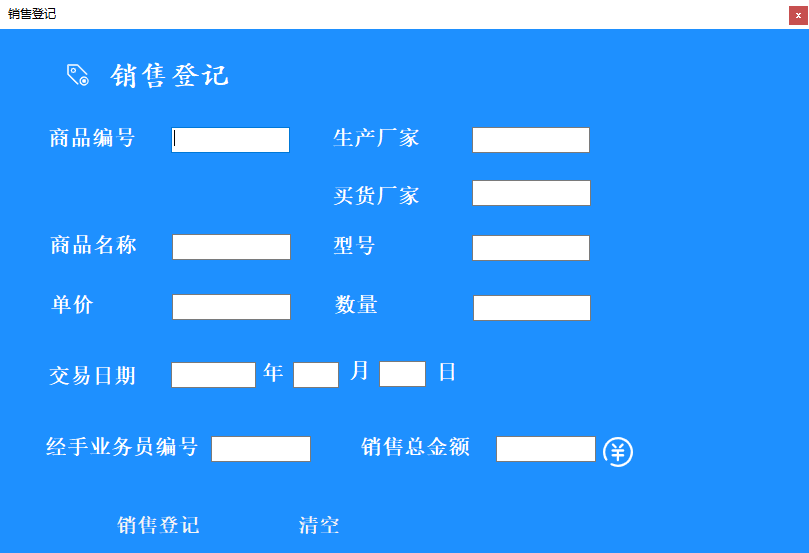 销售登记
x
销售登记
商品编号 生产厂家
买货厂家
商品名称 型号
单价 数量
交易日期 年 月 日
经手业务员编号 销售总金额 ¥
销售登记 清空